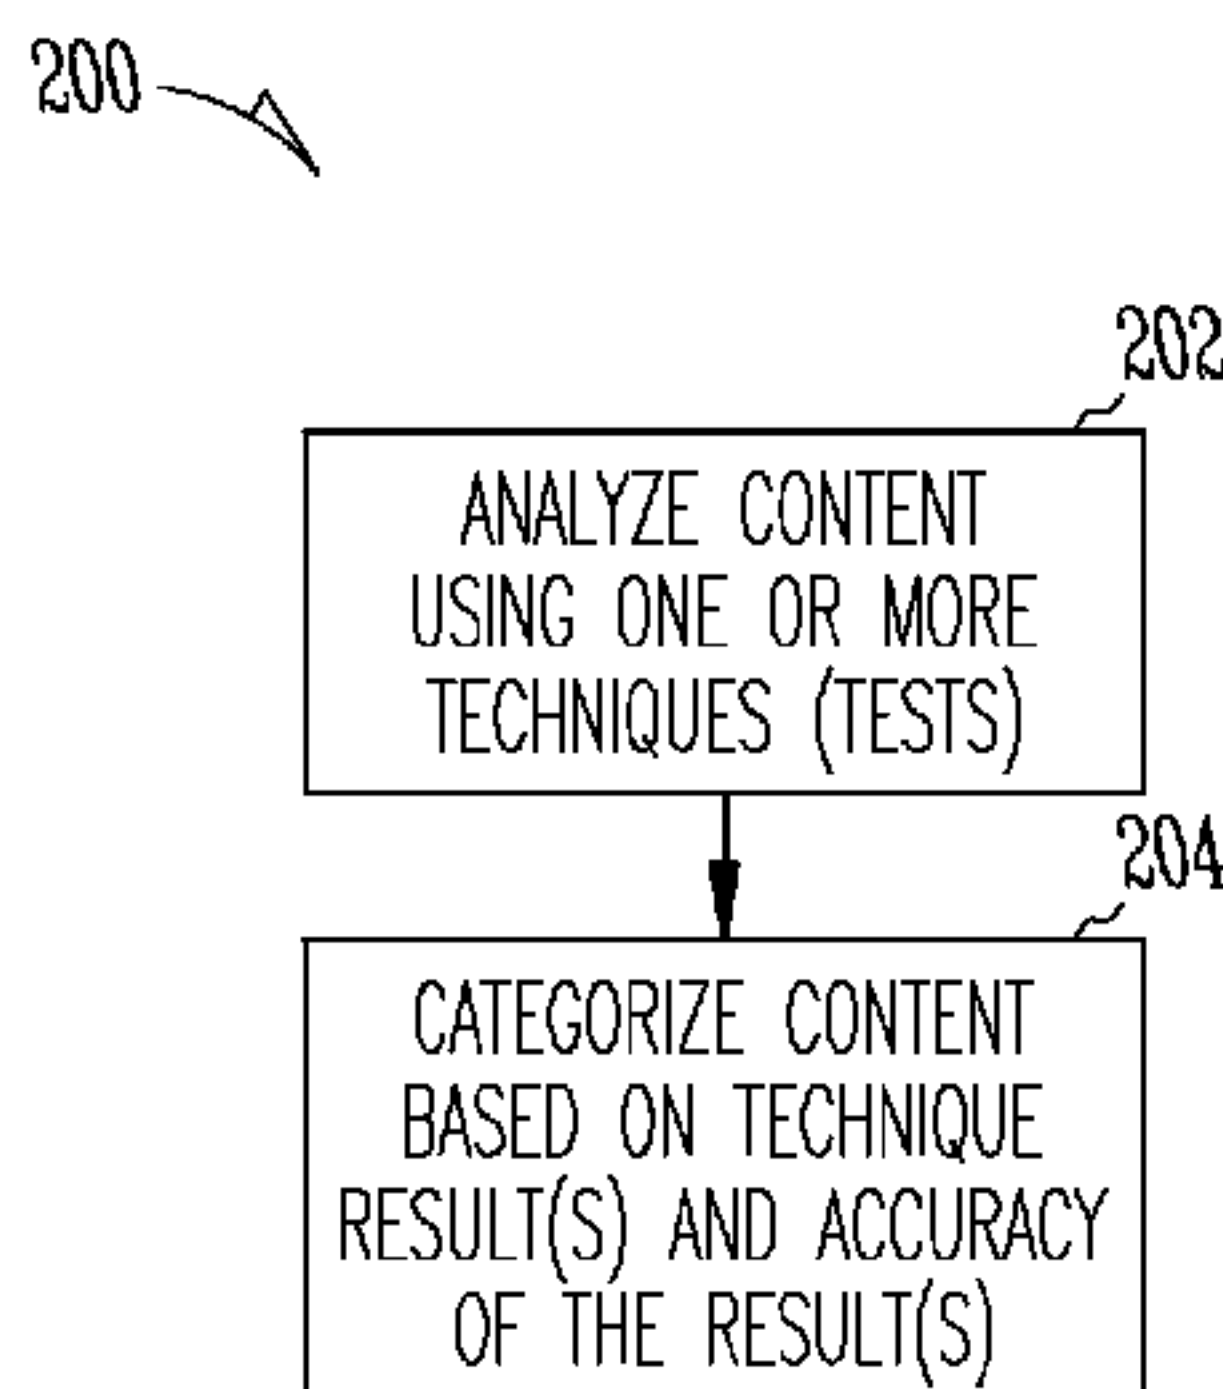 200
202
ANALYZE CONTENT
USING ONE OR MORE
TECHNIQUES (TESTS)
204
CATEGORIZE CONTENT
BASED ON TECHNIQUE
RESULT(S) AND ACCURACY
OF THE RESULT(S)